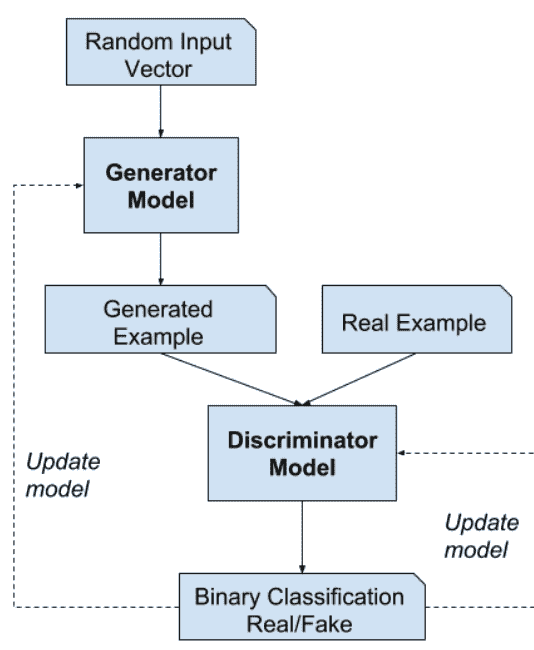 Random Input
Vector
Generator
Model
Generated
Example
Real Example
Discriminator
Model
Update
model
Update
model
Binary Classification
Real/Fake